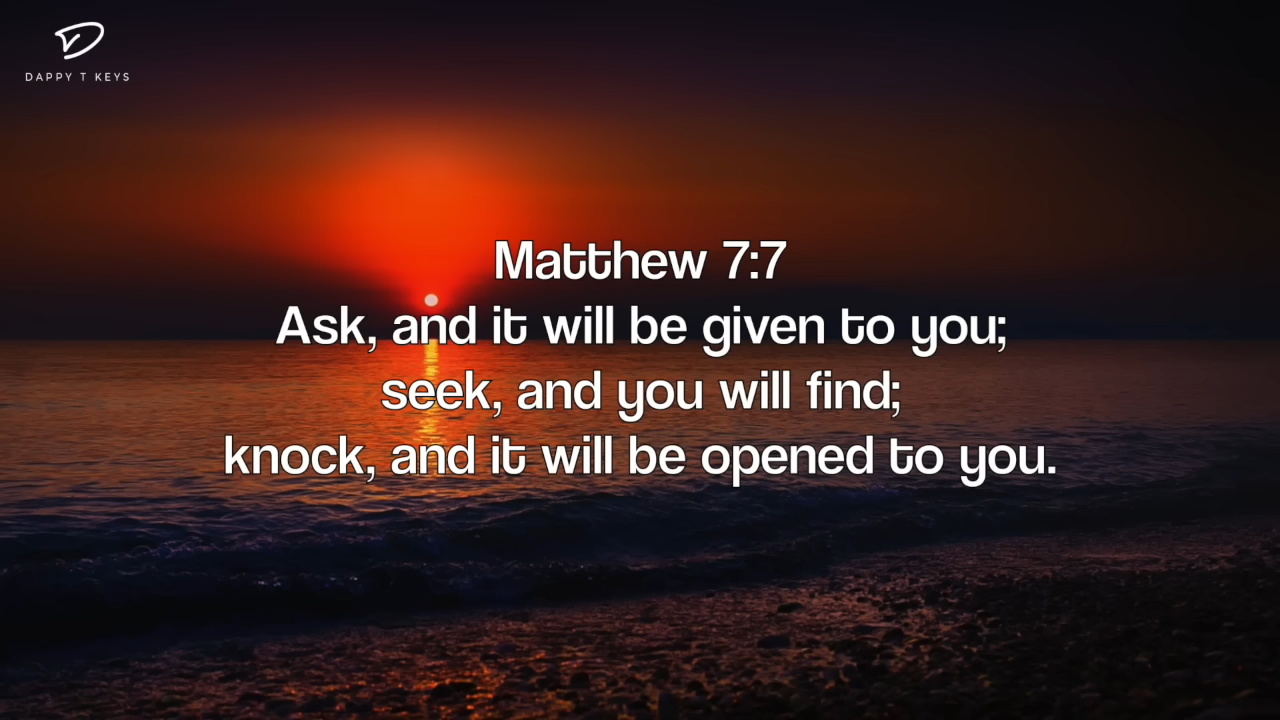 DAPPY T KEYS
Matthew 7:7
Ask, and it will be given to you;
seek, and you will find;
knock, and it will be opened to you.